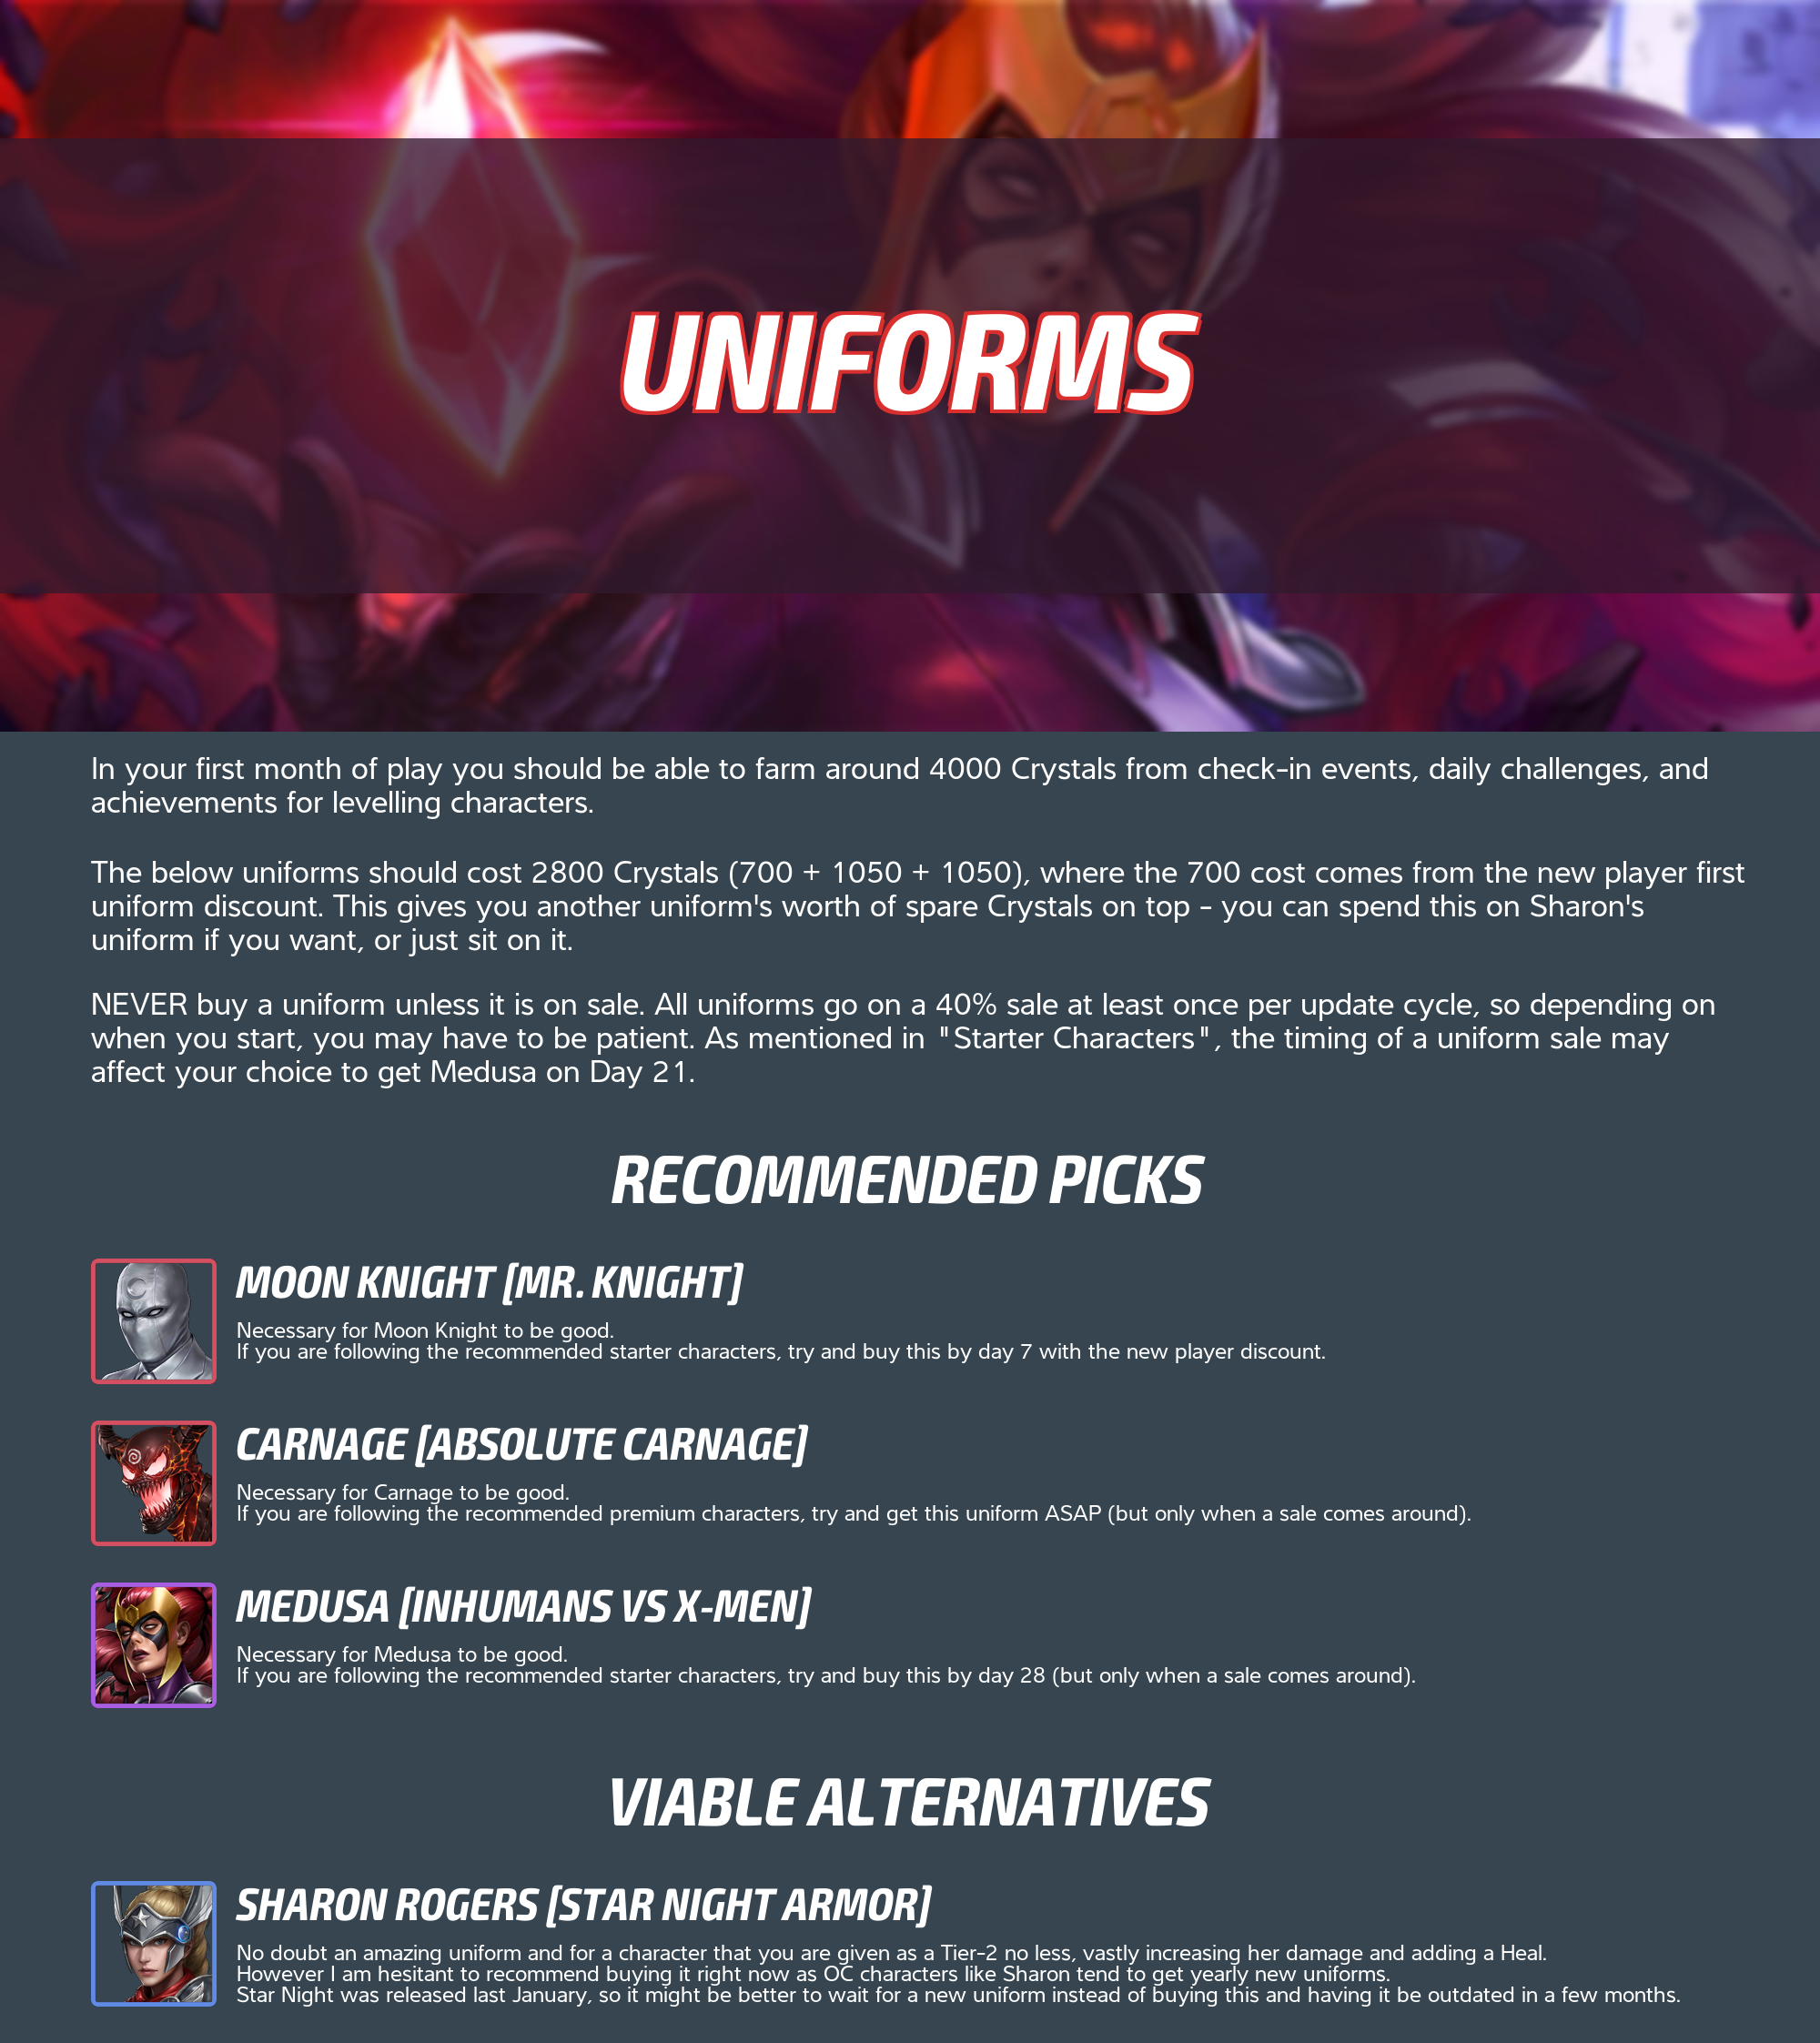 UNIFORMS
In your first month of play you should be able to farm around 4000 Crystals from check-in events, daily challenges, and
achievements for levelling characters.
The below uniforms should cost 2800 Crystals (700 + 1050 + 1050), where the 700 cost comes from the new player first
uniform discount. This gives you another uniform's worth of spare Crystals on top - you can spend this on Sharon's
uniform if you want, or just sit on it.
NEVER buy a uniform unless it is on sale. All uniforms go on a 40% sale at least once per update cycle, so depending on
when you start, you may have to be patient. As mentioned in "Starter Characters", the timing of a uniform sale may
affect your choice to get Medusa on Day 21.
RECOMMENDED PICKS
MOON KNIGHT [MR. KNIGHT]
Necessary for Moon Knight to be good.
If you are following the recommended starter characters, try and buy this by day 7 with the new player discount.
CARNAGE [ABSOLUTE CARNAGE]
Necessary for Carnage to be good.
If you are following the recommended premium characters, try and get this uniform ASAP (but only when a sale comes around).
MEDUSA [INHUMANS VS X-MEN]
Necessary for Medusa to be good.
If you are following the recommended starter characters, try and buy this by day 28 (but only when a sale comes around).
VIABLE ALTERNATIVES
SHARON ROGERS [STAR NIGHT ARMOR]
No doubt an amazing uniform and for a character that you are given as a Tier-2 no less, vastly increasing her damage and adding a Heal.
However I am hesitant to recommend buying it right now as OC characters like Sharon tend to get yearly new uniforms.
Star Night was released last January, so it might be better to wait for a new uniform instead of buying this and having it be outdated in a few months.